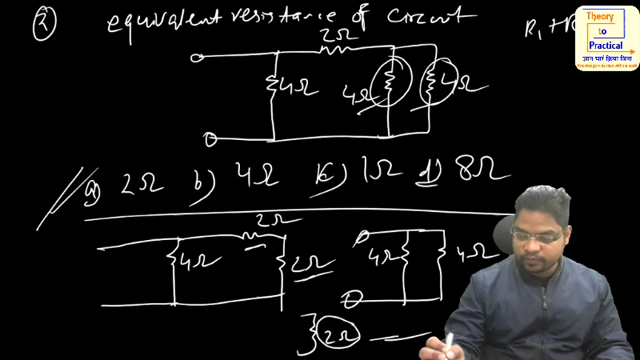 ② equivalent resistance of circuit R₁+R
2Ω
4Ω 4Ω 4Ω
a) 2Ω b) 4Ω c) 1Ω d) 8Ω
2Ω
4Ω 2Ω 4Ω 4Ω
2Ω
Theory
to
Practical